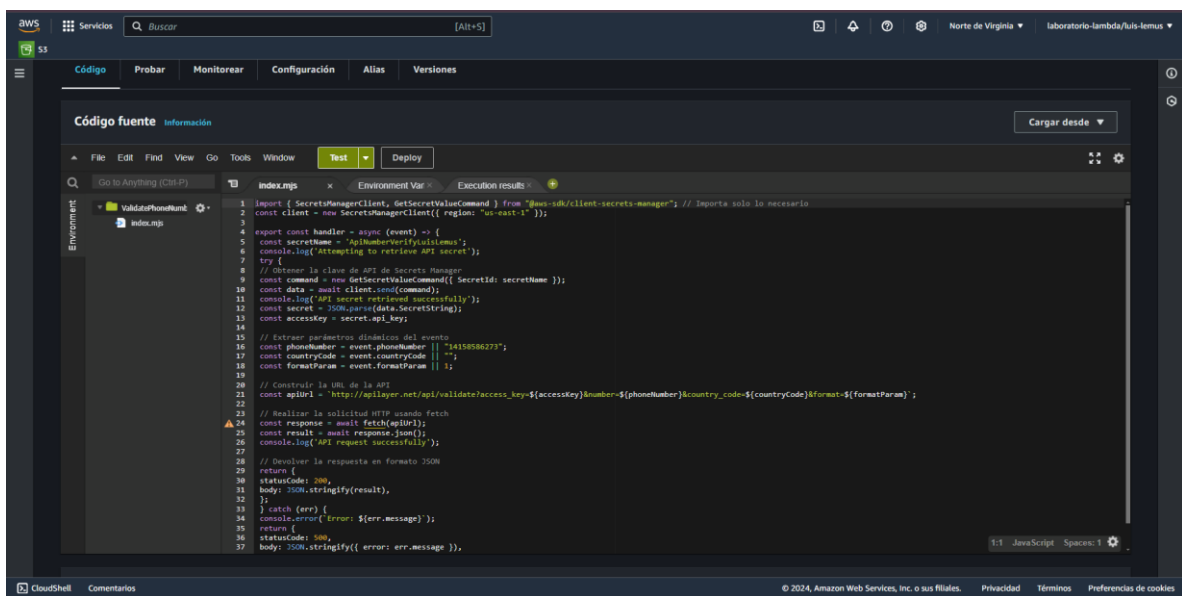 aws Servicios Buscar [Alt+S] Norte de Virginia laboratorio-lambda/luis-lemus
S3
Código Probar Monitorear Configuración Alias Versiones
Código fuente Información Cargar desde
File Edit Find View Go Tools Window Test Deploy
Go to Anything (Ctrl-P) index.mjs Environment Var Execution results
Environment
ValidatePhoneNumb
index.mjs
1 import { SecretsManagerClient, GetSecretValueCommand } from "@aws-sdk/client-secrets-manager"; // Importa solo lo necesario
2 const client = new SecretsManagerClient({ region: "us-east-1" });
3
4 export const handler = async (event) => {
5 const secretName = 'ApiNumberVerifyLuisLemus';
6 console.log('Attempting to retrieve API secret');
7 try {
8 // Obtener la clave de API de Secrets Manager
9 const command = new GetSecretValueCommand({ SecretId: secretName });
10 const data = await client.send(command);
11 console.log('API secret retrieved successfully');
12 const secret = JSON.parse(data.SecretString);
13 const accessKey = secret.api_key;
14
15 // Extraer parámetros dinámicos del evento
16 const phoneNumber = event.phoneNumber || "14158586273";
17 const countryCode = event.countryCode || "";
18 const formatParam = event.formatParam || 1;
19
20 // Construir la URL de la API
21 const apiUrl = `http://apilayer.net/api/validate?access_key=${accessKey}&number=${phoneNumber}&country_code=${countryCode}&format=${formatParam}`;
22
23 // Realizar la solicitud HTTP usando fetch
24 const response = await fetch(apiUrl);
25 const result = await response.json();
26 console.log('API request successfully');
27
28 // Devolver la respuesta en formato JSON
29 return {
30 statusCode: 200,
31 body: JSON.stringify(result),
32 };
33 } catch (err) {
34 console.error(`Error: ${err.message}`);
35 return {
36 statusCode: 500,
37 body: JSON.stringify({ error: err.message }),
1:1 JavaScript Spaces: 1
CloudShell Comentarios © 2024, Amazon Web Services, Inc. o sus filiales. Privacidad Términos Preferencias de cookies